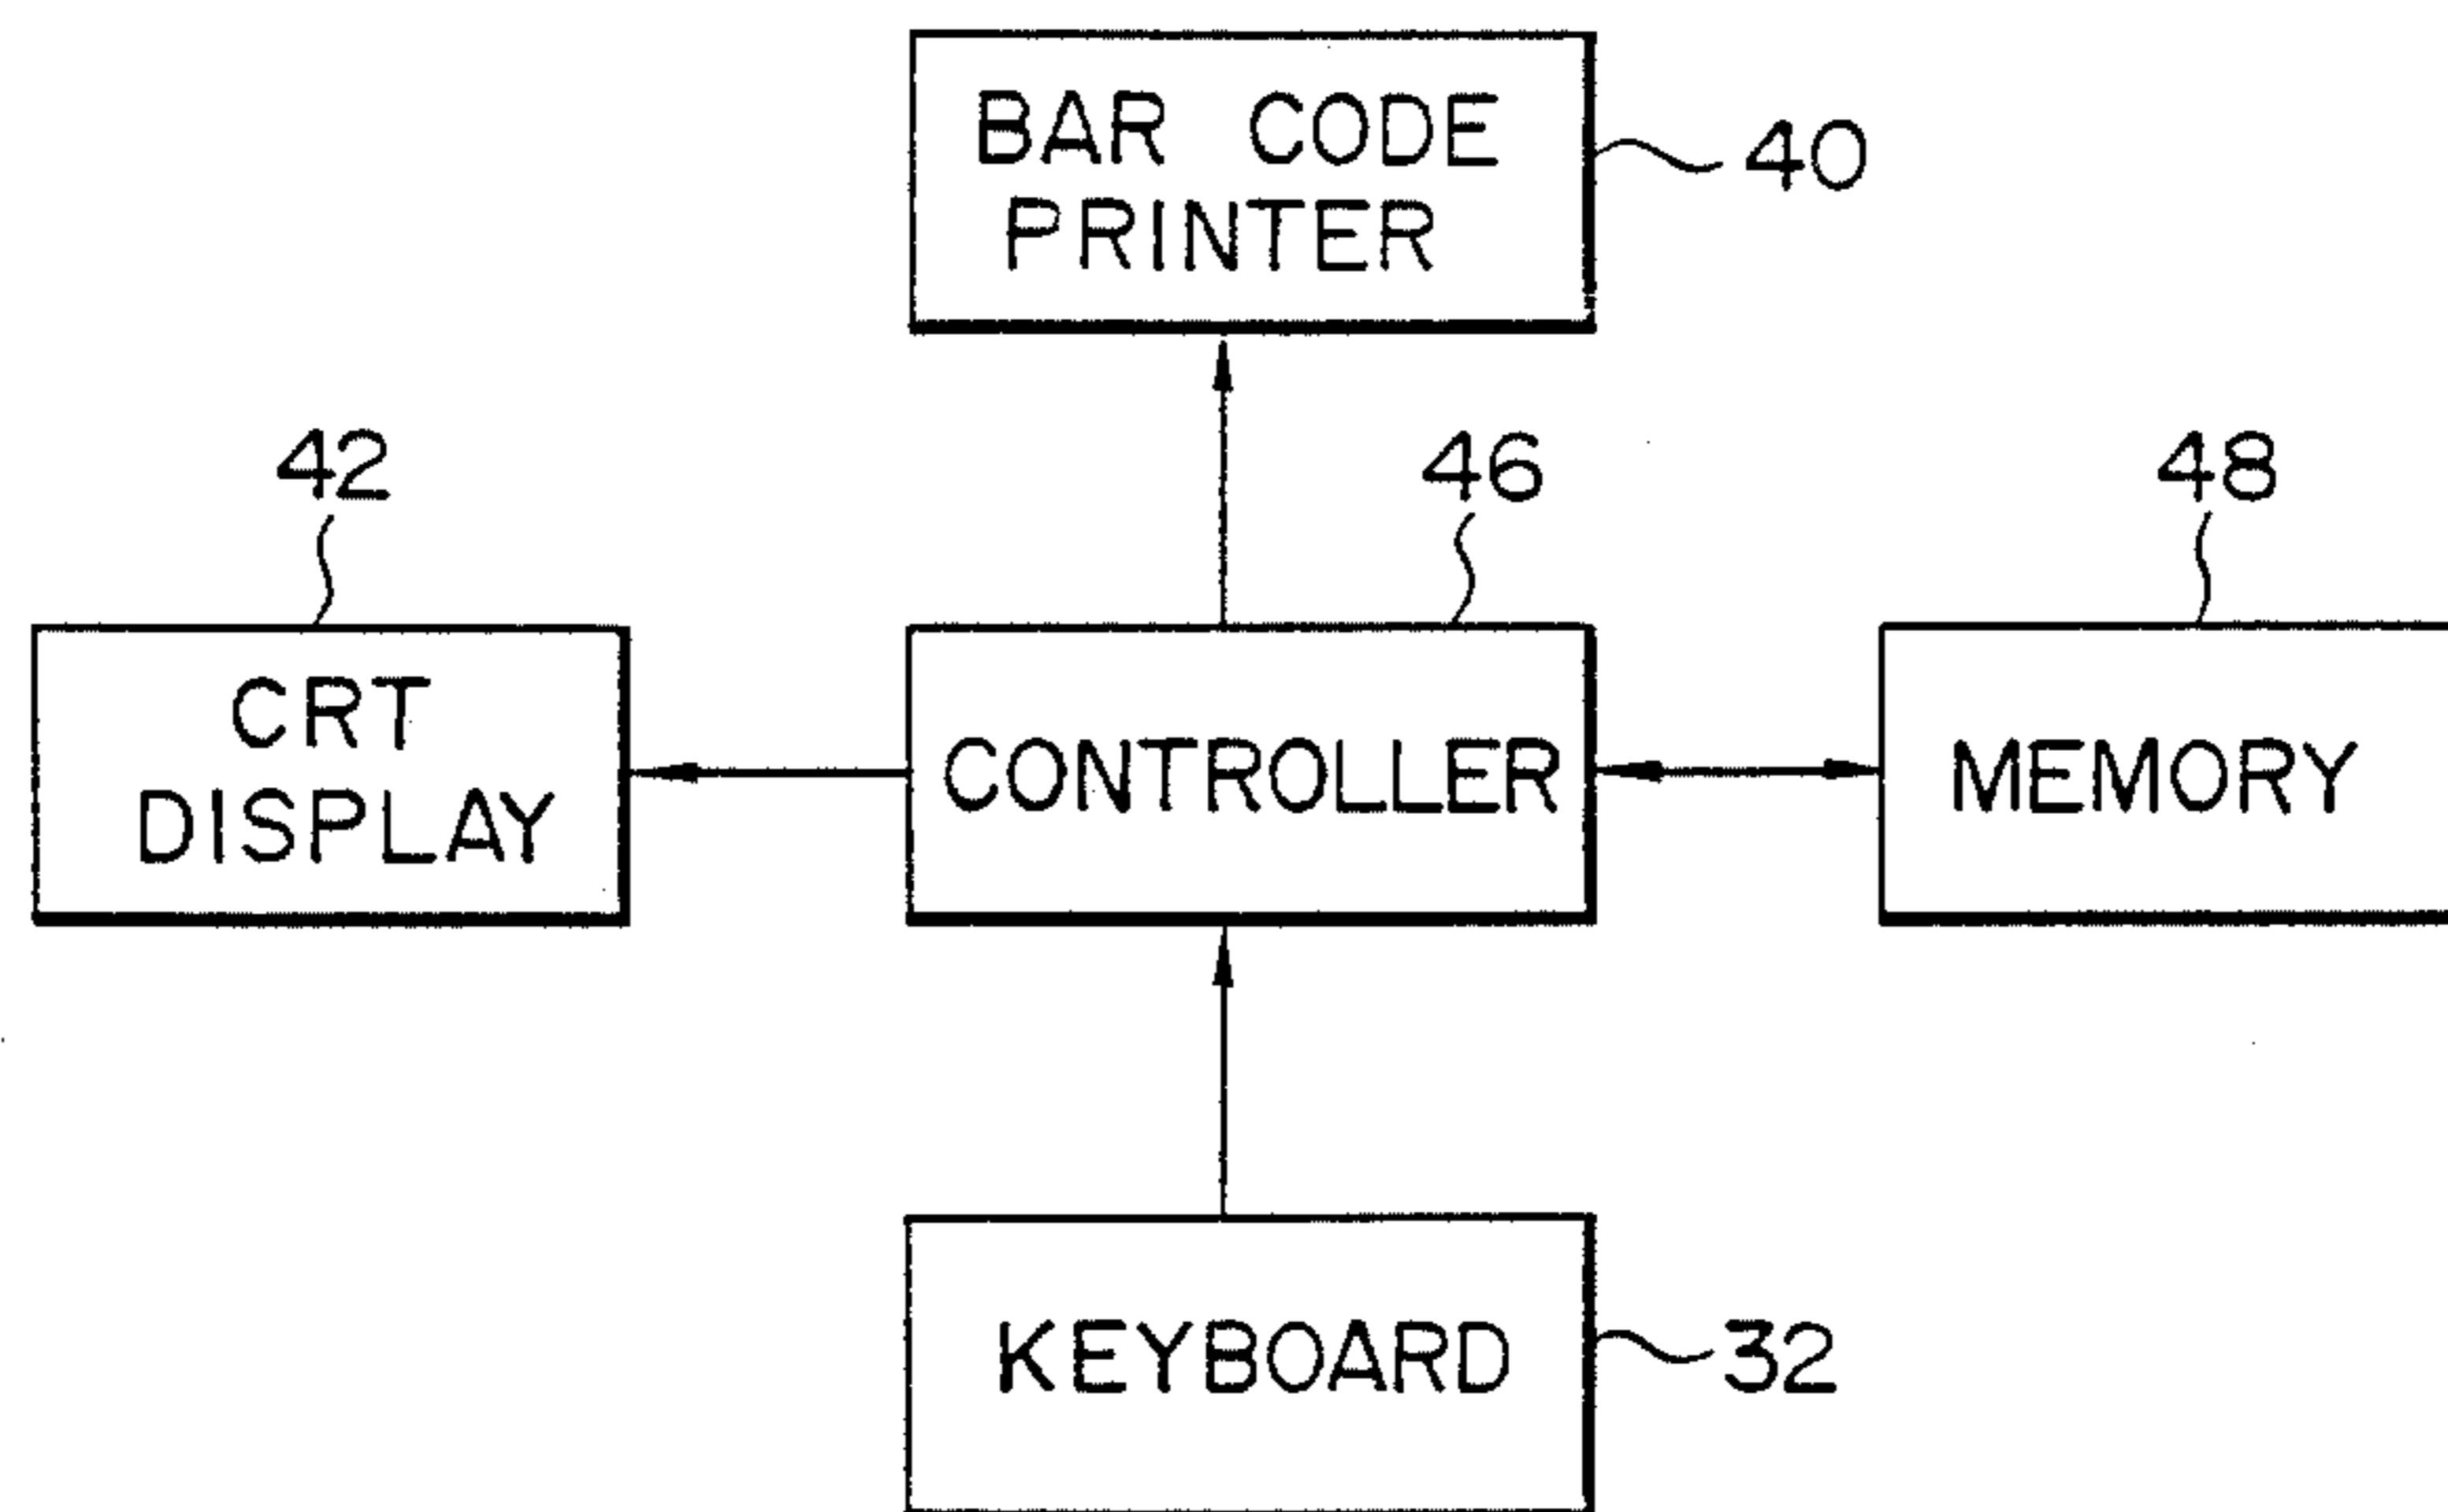 BAR CODE
PRINTER
40
42
46
48
CRT
DISPLAY
CONTROLLER
MEMORY
KEYBOARD
32